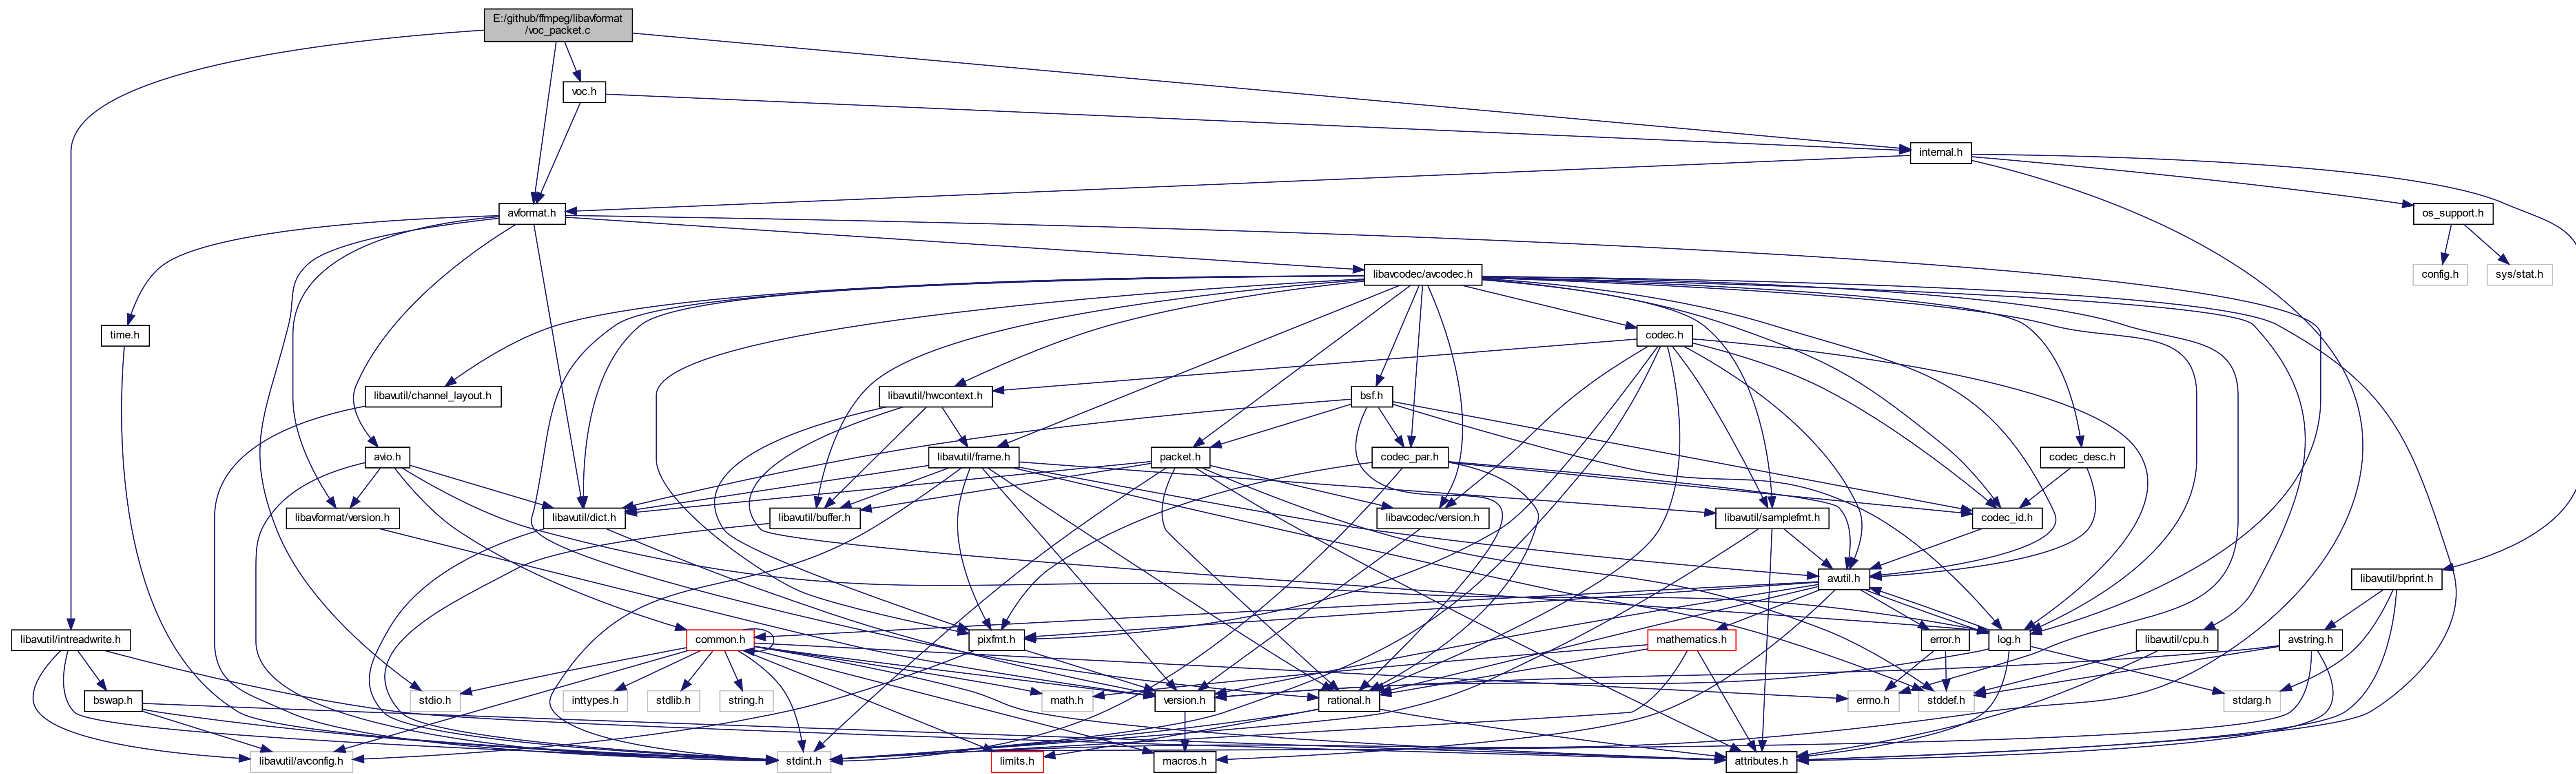 E:/github/ffmpeg/libavformat
/voc_packet.c
voc.h
internal.h
avformat.h
os_support.h
libavcodec/avcodec.h
config.h
sys/stat.h
time.h
codec.h
libavutil/channel_layout.h
libavutil/hwcontext.h
bsf.h
avio.h
libavutil/frame.h
packet.h
codec_par.h
codec_desc.h
libavformat/version.h
libavutil/dict.h
libavutil/buffer.h
libavcodec/version.h
libavutil/samplefmt.h
codec_id.h
avutil.h
libavutil/bprint.h
libavutil/intreadwrite.h
common.h
pixfmt.h
mathematics.h
error.h
log.h
libavutil/cpu.h
avstring.h
bswap.h
stdio.h
inttypes.h
stdlib.h
string.h
math.h
version.h
rational.h
errno.h
stddef.h
stdarg.h
libavutil/avconfig.h
stdint.h
limits.h
macros.h
attributes.h